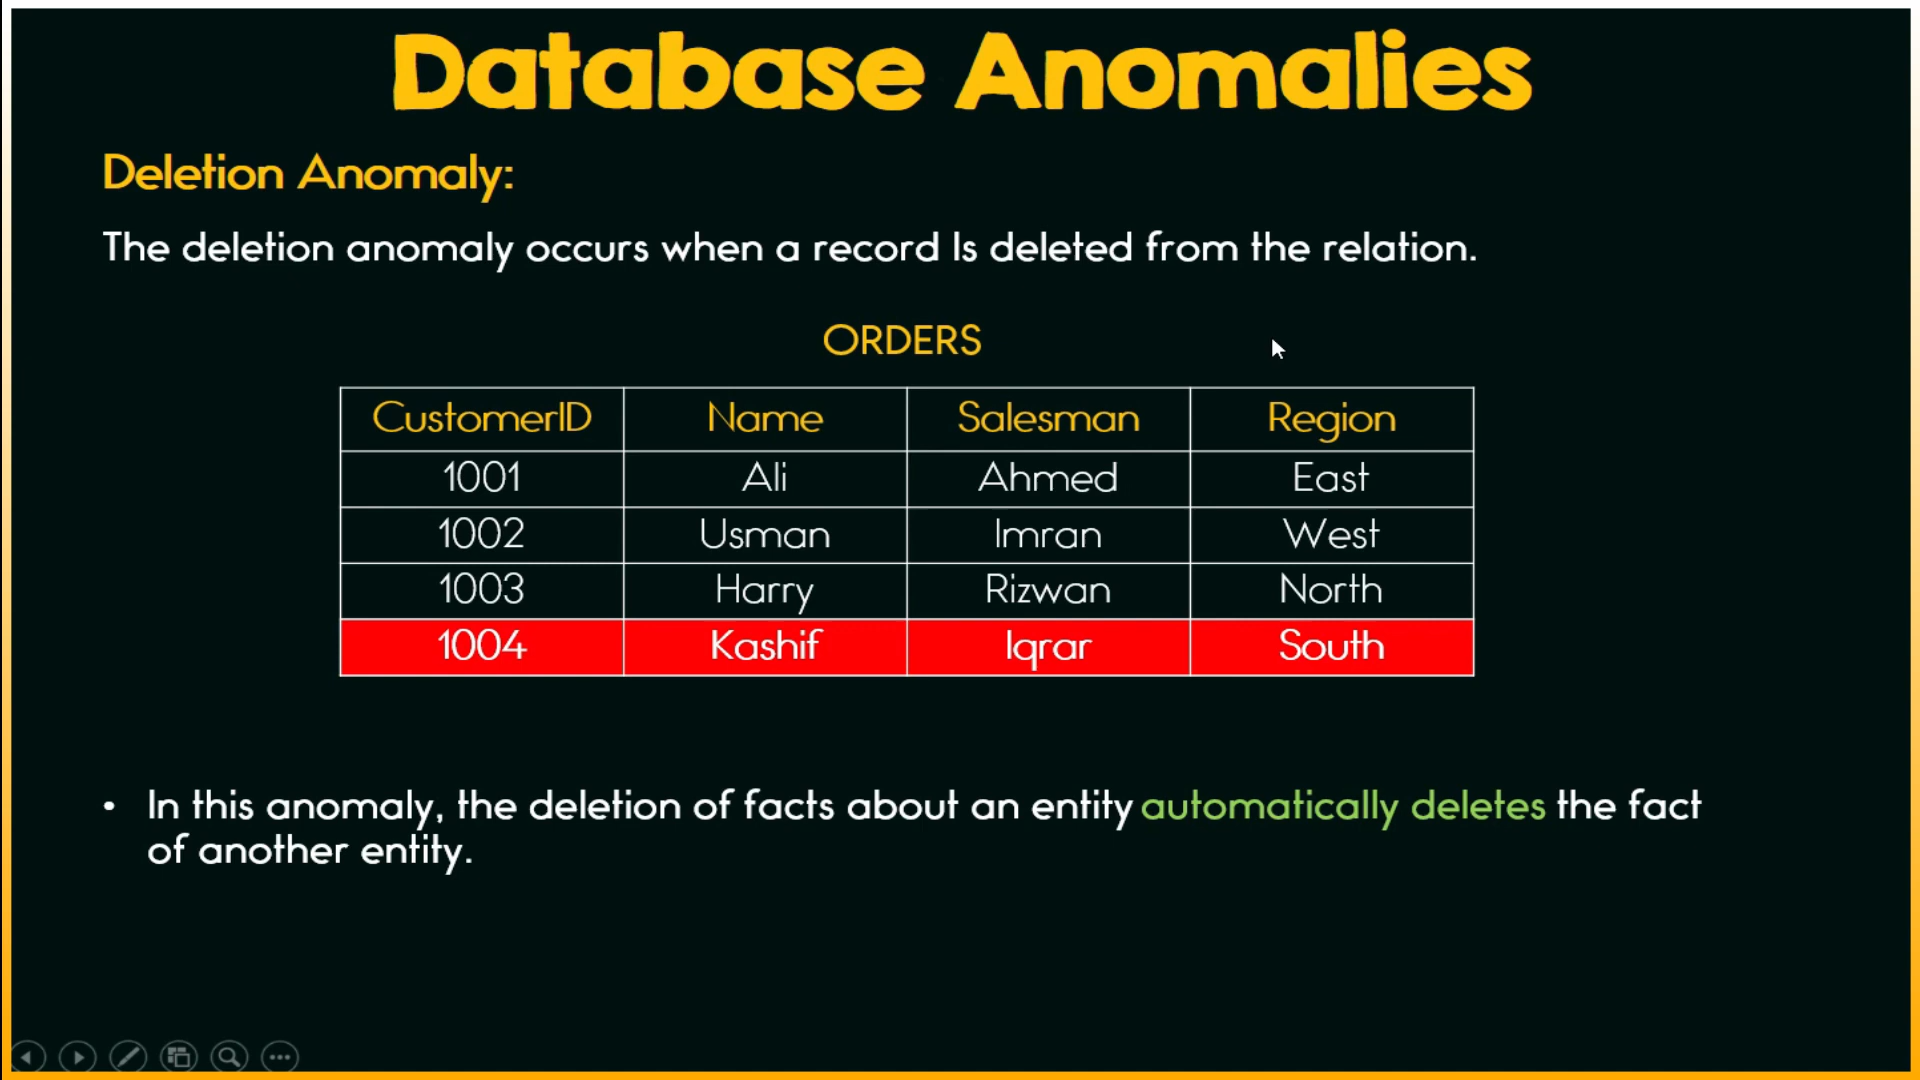 Database Anomalies
Deletion Anomaly:
The deletion anomaly occurs when a record Is deleted from the relation.
ORDERS
CustomerID Name Salesman Region
1001 Ali Ahmed East
1002 Usman Imran West
1003 Harry Rizwan North
1004 Kashif Iqrar South
• In this anomaly, the deletion of facts about an entity automatically deletes the fact
of another entity.